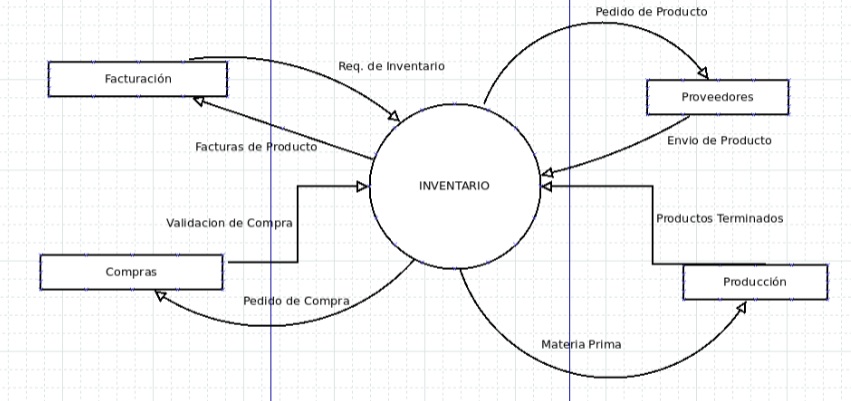 Pedido de Producto
Req. de Inventario
Facturación
Proveedores
Facturas de Producto
Envio de Producto
INVENTARIO
Validacion de Compra
Productos Terminados
Compras
Producción
Pedido de Compra
Materia Prima